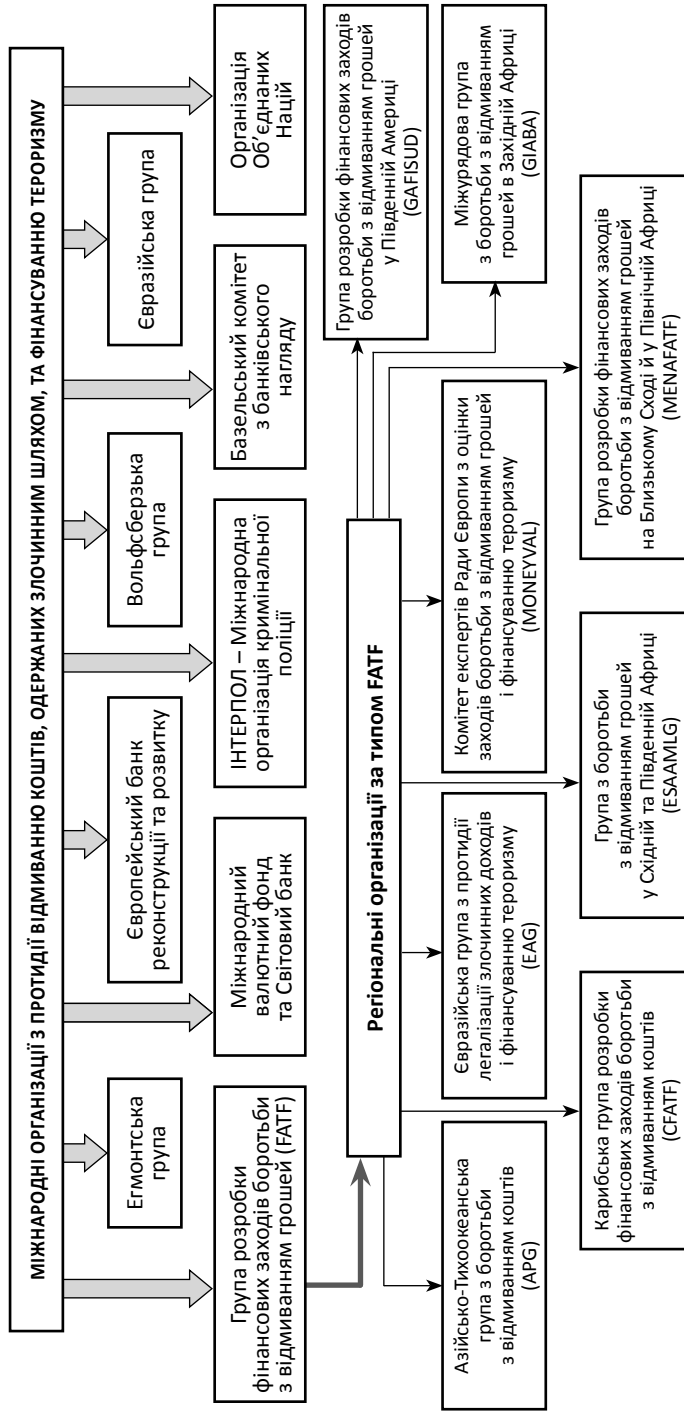 МІЖНАРОДНІ ОРГАНІЗАЦІЇ З ПРОТИДІЇ ВІДМИВАННЮ КОШТІВ, ОДЕРЖАНИХ ЗЛОЧИННИМ ШЛЯХОМ, ТА ФІНАНСУВАННЮ ТЕРОРИЗМУ
Егмонтська
група
Європейський банк
реконструкції та розвитку
Вольфсберзька
група
Євразійська група
Група розробки
фінансових заходів боротьби
з відмиванням грошей (FATF)
Міжнародний
валютний фонд
та Світовий банк
ІНТЕРПОЛ – Міжнародна
організація кримінальної
поліції
Базельський комітет
з банківського
нагляду
Організація
Об’єднаних
Націй
Регіональні організації за типом FATF
Група розробки фінансових заходів
боротьби з відмиванням грошей
у Південній Америці
(GAFISUD)
Азійсько-Тихоокеанська
група з боротьби
з відмиванням коштів
(APG)
Євразійська група з протидії
легалізації злочинних доходів
і фінансуванню тероризму
(EAG)
Комітет експертів Ради Європи з оцінки
заходів боротьби з відмиванням грошей
і фінансуванню тероризму
(MONEYVAL)
Міжурядова група
з боротьби з відмиванням
грошей в Західній Африці
(GIABA)
Карибська група розробки
фінансових заходів боротьби
з відмиванням коштів
(CFATF)
Група з боротьби
з відмиванням грошей
у Східній та Південній Африці
(ESAAMLG)
Група розробки фінансових заходів
боротьби з відмиванням грошей
на Близькому Сході й у Північній Африці
(MENAFATF)